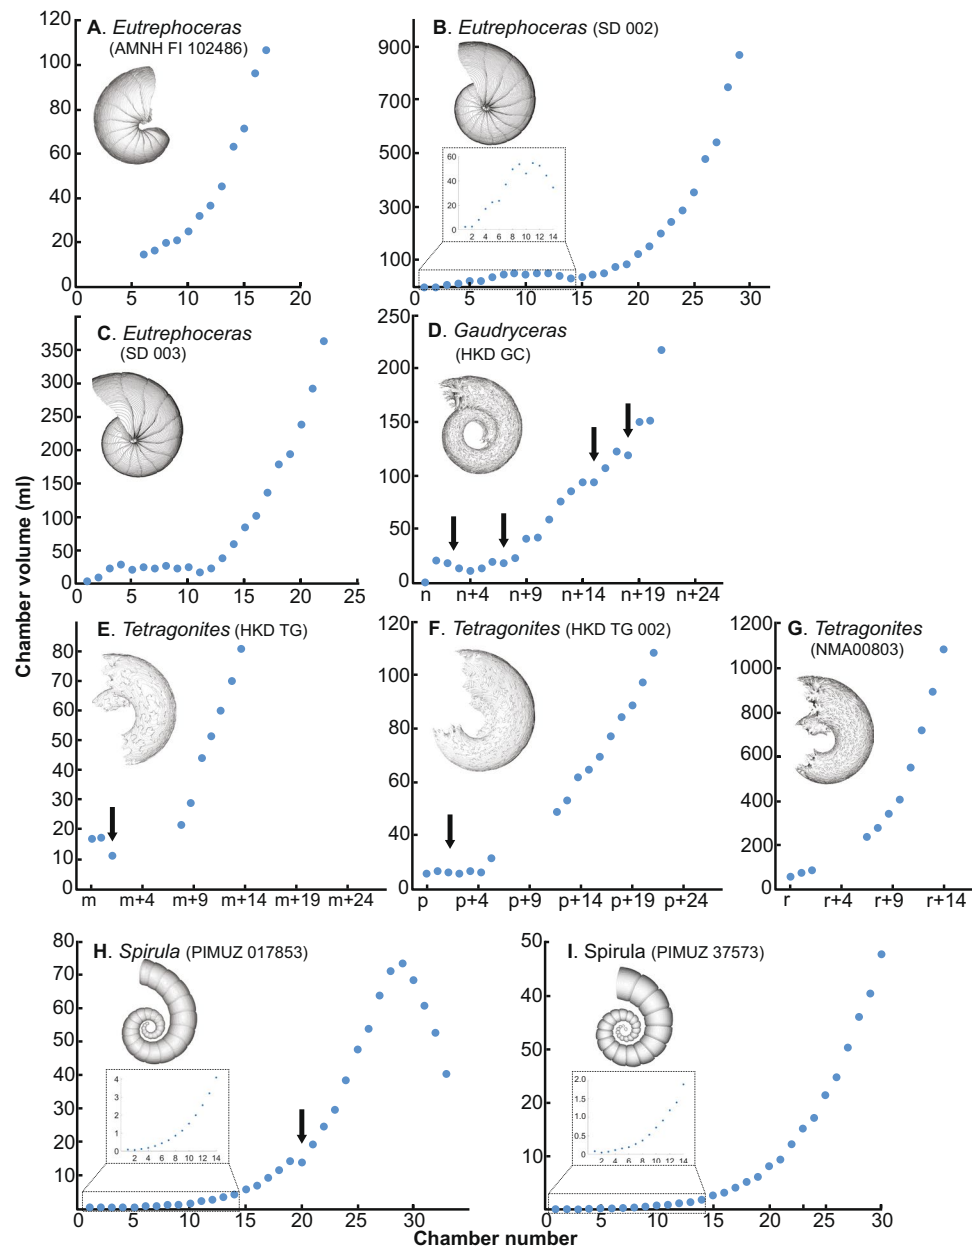 A. Eutrephoceras
(AMNH FI 102486)
120
100
80
60
40
20
0
0 5 10 15 20
B. Eutrephoceras (SD 002)
900
700
500
300
100
60
40
20
0
2 4 6 8 10 12 14
0 5 10 15 20 25 30
C. Eutrephoceras
(SD 003)
350
300
250
200
150
100
50
0
0 5 10 15 20 25
D. Gaudryceras
(HKD GC)
250
200
150
100
50
0
n n+4 n+9 n+14 n+19 n+24
Chamber volume (ml)
E. Tetragonites (HKD TG)
80
70
60
50
40
30
20
10
0
m m+4 m+9 m+14 m+19 m+24
F. Tetragonites (HKD TG 002)
120
100
80
60
40
120
0
p p+4 p+9 p+14 p+19 p+24
G. Tetragonites
(NMA00803)
1200
1000
800
600
400
200
0
r r+4 r+9 r+14
H. Spirula (PIMUZ 017853)
80
70
60
50
40
30
20
10
4
3
2
1
0
2 4 6 8 10 12 14
0 5 10 15 20 25 30
I. Spirula (PIMUZ 37573)
50
40
50
20
10
2.0
1.5
1.0
0.5
0
2 4 6 8 10 12 14
0 5 10 15 20 25 30
Chamber number